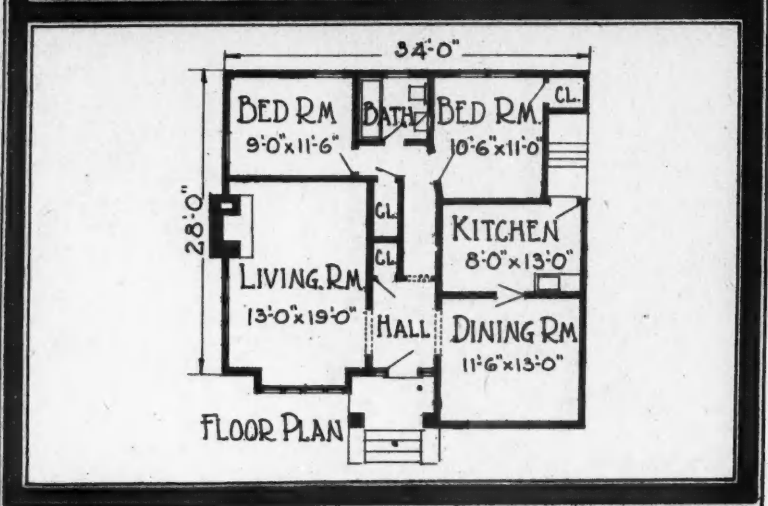 34'-0"
BED RM
9'-0"x11'-6"
BATH
BED RM.
10'-6"x11'-0"
CL.
28'-0"
CL.
KITCHEN
8'-0"x13'-0"
CL.
LIVING RM.
13'-0"x19'-0"
HALL
DINING RM
11'-6"x13'-0"
FLOOR PLAN